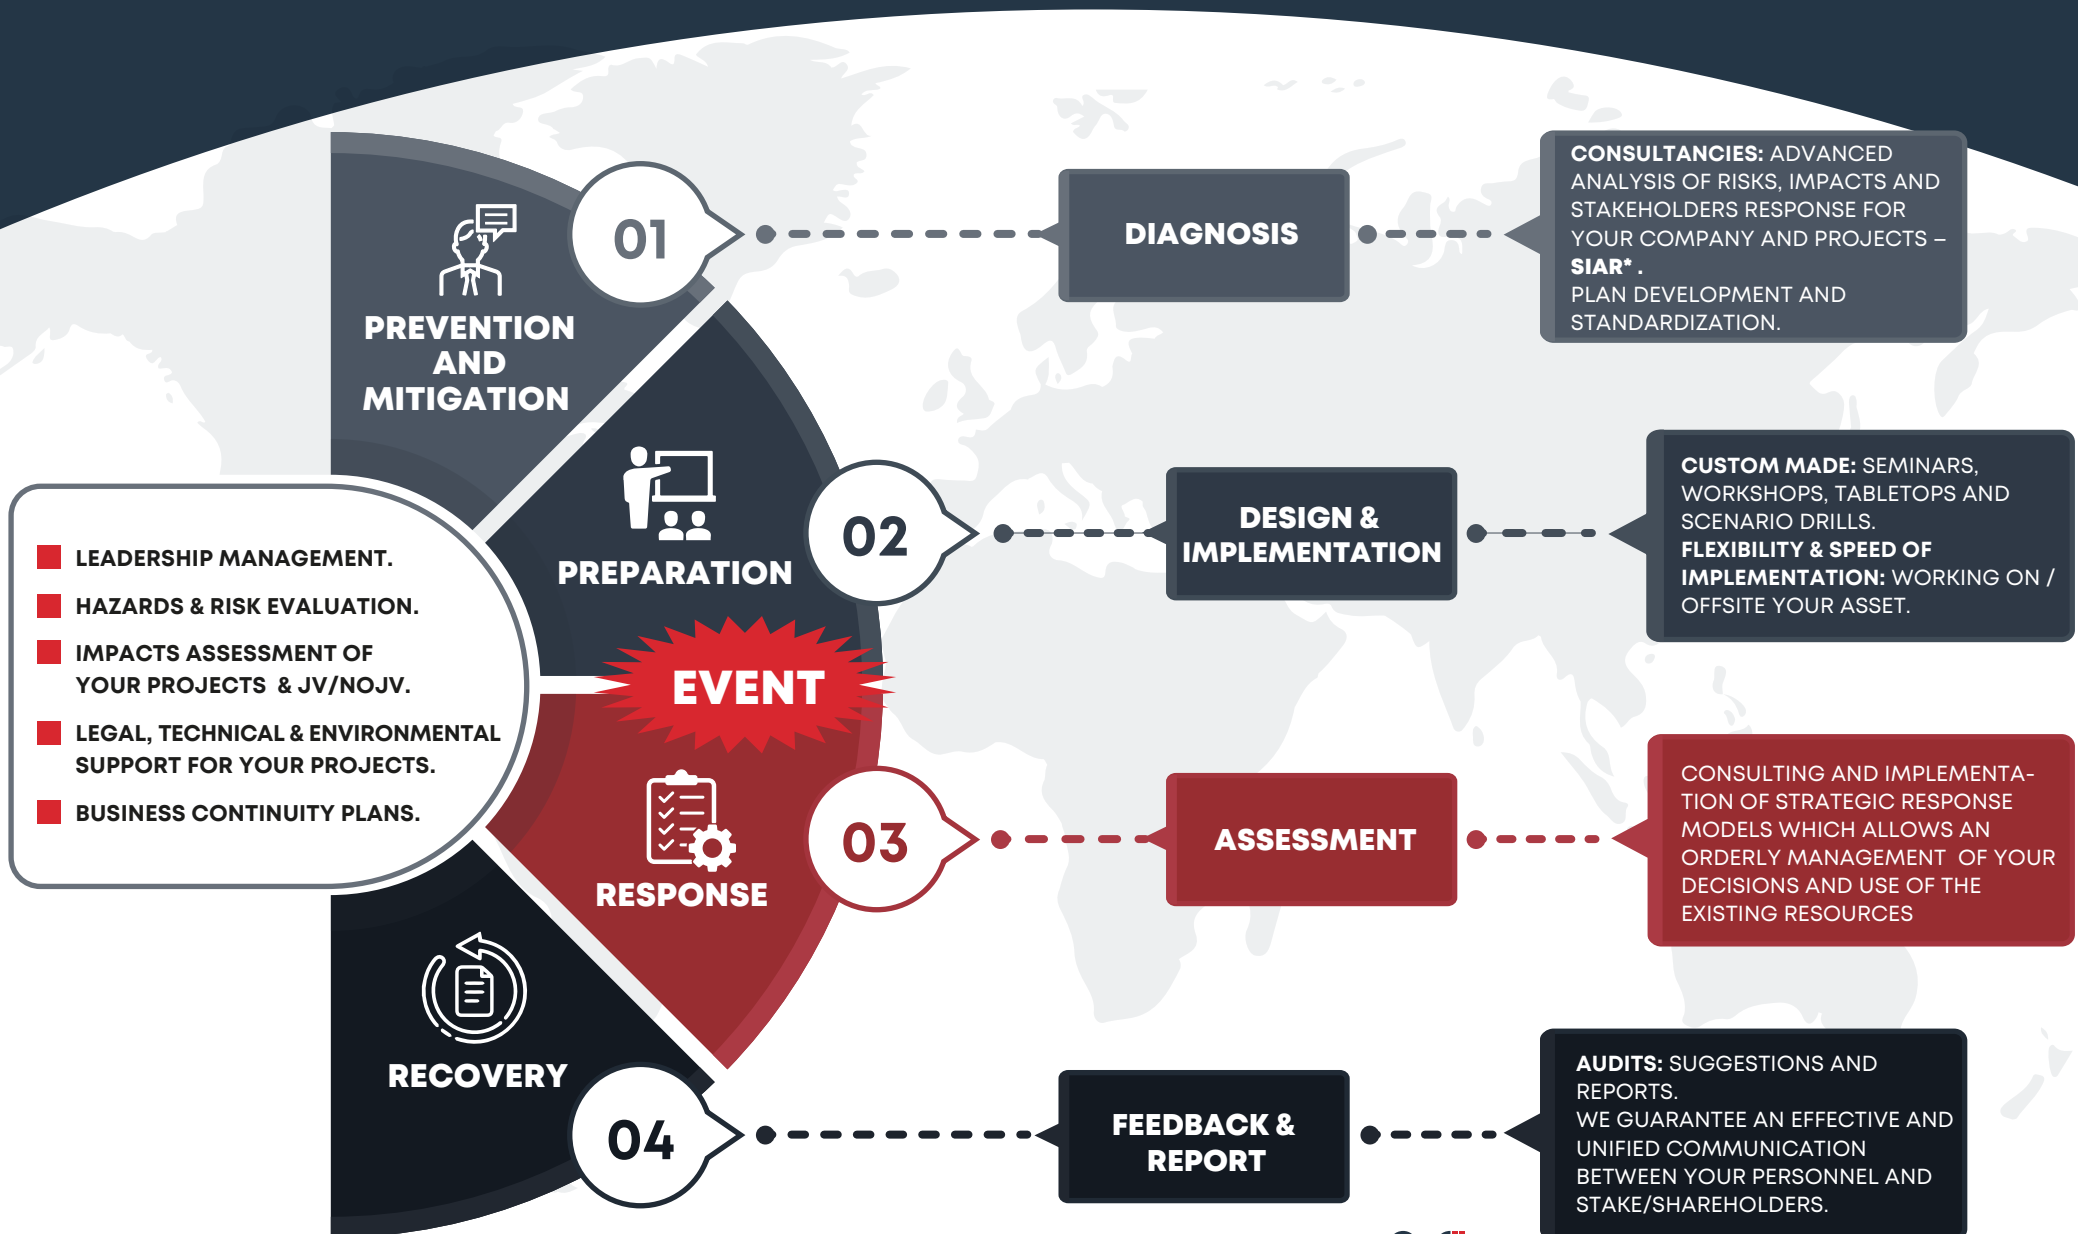 PREVENTION
AND
MITIGATION
01
DIAGNOSIS
CONSULTANCIES: ADVANCED
ANALYSIS OF RISKS, IMPACTS AND
STAKEHOLDERS RESPONSE FOR
YOUR COMPANY AND PROJECTS –
SIAR* .
PLAN DEVELOPMENT AND
STANDARDIZATION.
PREPARATION
02
DESIGN &
IMPLEMENTATION
CUSTOM MADE: SEMINARS,
WORKSHOPS, TABLETOPS AND
SCENARIO DRILLS.
FLEXIBILITY & SPEED OF
IMPLEMENTATION: WORKING ON /
OFFSITE YOUR ASSET.
LEADERSHIP MANAGEMENT.
HAZARDS & RISK EVALUATION.
IMPACTS ASSESSMENT OF
YOUR PROJECTS & JV/NOJV.
LEGAL, TECHNICAL & ENVIRONMENTAL
SUPPORT FOR YOUR PROJECTS.
BUSINESS CONTINUITY PLANS.
EVENT
RESPONSE
03
ASSESSMENT
CONSULTING AND IMPLEMENTA-
TION OF STRATEGIC RESPONSE
MODELS WHICH ALLOWS AN
ORDERLY MANAGEMENT OF YOUR
DECISIONS AND USE OF THE
EXISTING RESOURCES
RECOVERY
04
FEEDBACK &
REPORT
AUDITS: SUGGESTIONS AND
REPORTS.
WE GUARANTEE AN EFFECTIVE AND
UNIFIED COMMUNICATION
BETWEEN YOUR PERSONNEL AND
STAKE/SHAREHOLDERS.